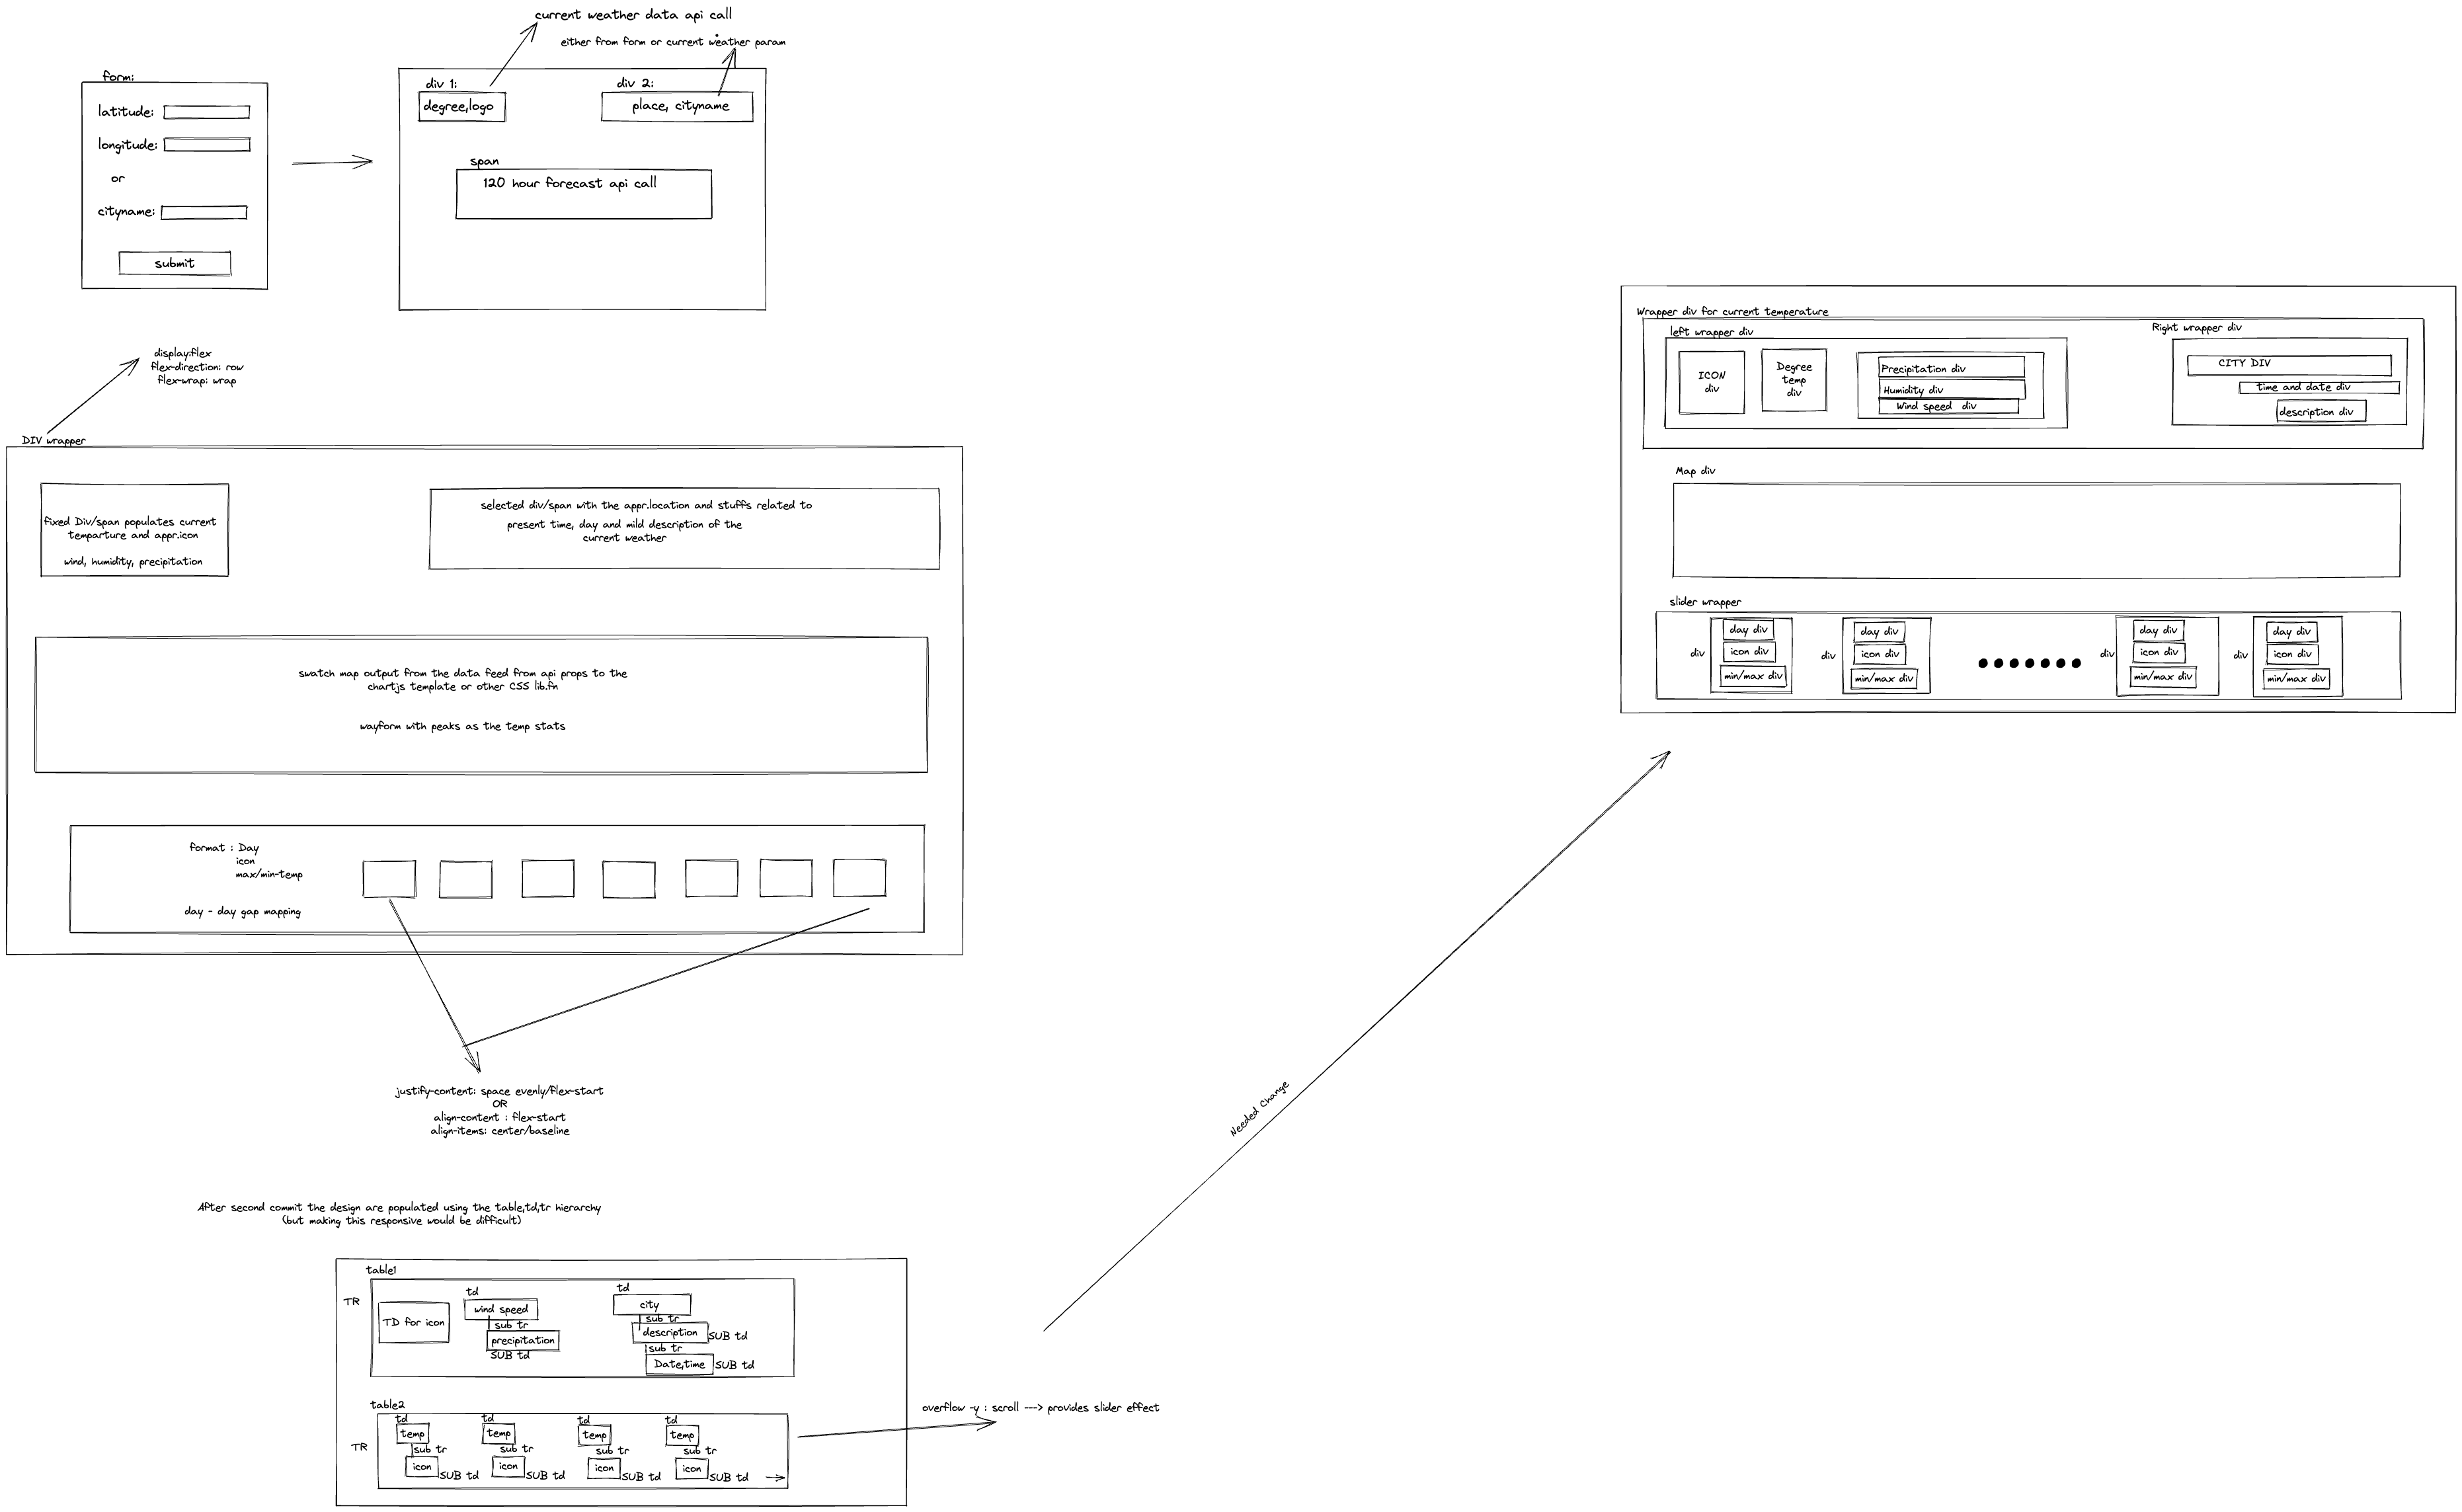 current weather data api call
either from form or current weather param
form:
latitude:
longitude:
or
cityname:
submit
div 1:
degree,logo
div 2:
place, cityname
span
120 hour forecast api call
display:flex
flex-direction: row
flex-wrap: wrap
DIV wrapper
fixed Div/span populates current
temparture and appr.icon
wind, humidity, precipitation
selected div/span with the appr.location and stuffs related to
present time, day and mild description of the
current weather
swatch map output from the data feed from api props to the
chartjs template or other CSS lib.fn
wayform with peaks as the temp stats
format : Day
icon
max/min-temp
day - day gap mapping
justify-content: space evenly/flex-start
OR
align-content : flex-start
align-items: center/baseline
After second commit the design are populated using the table,td,tr hierarchy
(but making this responsive would be difficult)
table1
TR
TD for icon
td
wind speed
sub tr
precipitation
SUB td
td
city
sub tr
description
SUB td
sub tr
Date,time
SUB td
table2
TR
td
temp
sub tr
icon
SUB td
td
temp
sub tr
icon
SUB td
td
temp
sub tr
icon
SUB td
td
temp
sub tr
icon
SUB td
overflow -y : scroll ---> provides slider effect
Needed Change
Wrapper div for current temperature
left wrapper div
ICON
div
Degree
temp
div
Precipitation div
Humidity div
Wind speed div
Right wrapper div
CITY DIV
time and date div
description div
Map div
slider wrapper
div
day div
icon div
min/max div
div
day div
icon div
min/max div
div
day div
icon div
min/max div
div
day div
icon div
min/max div